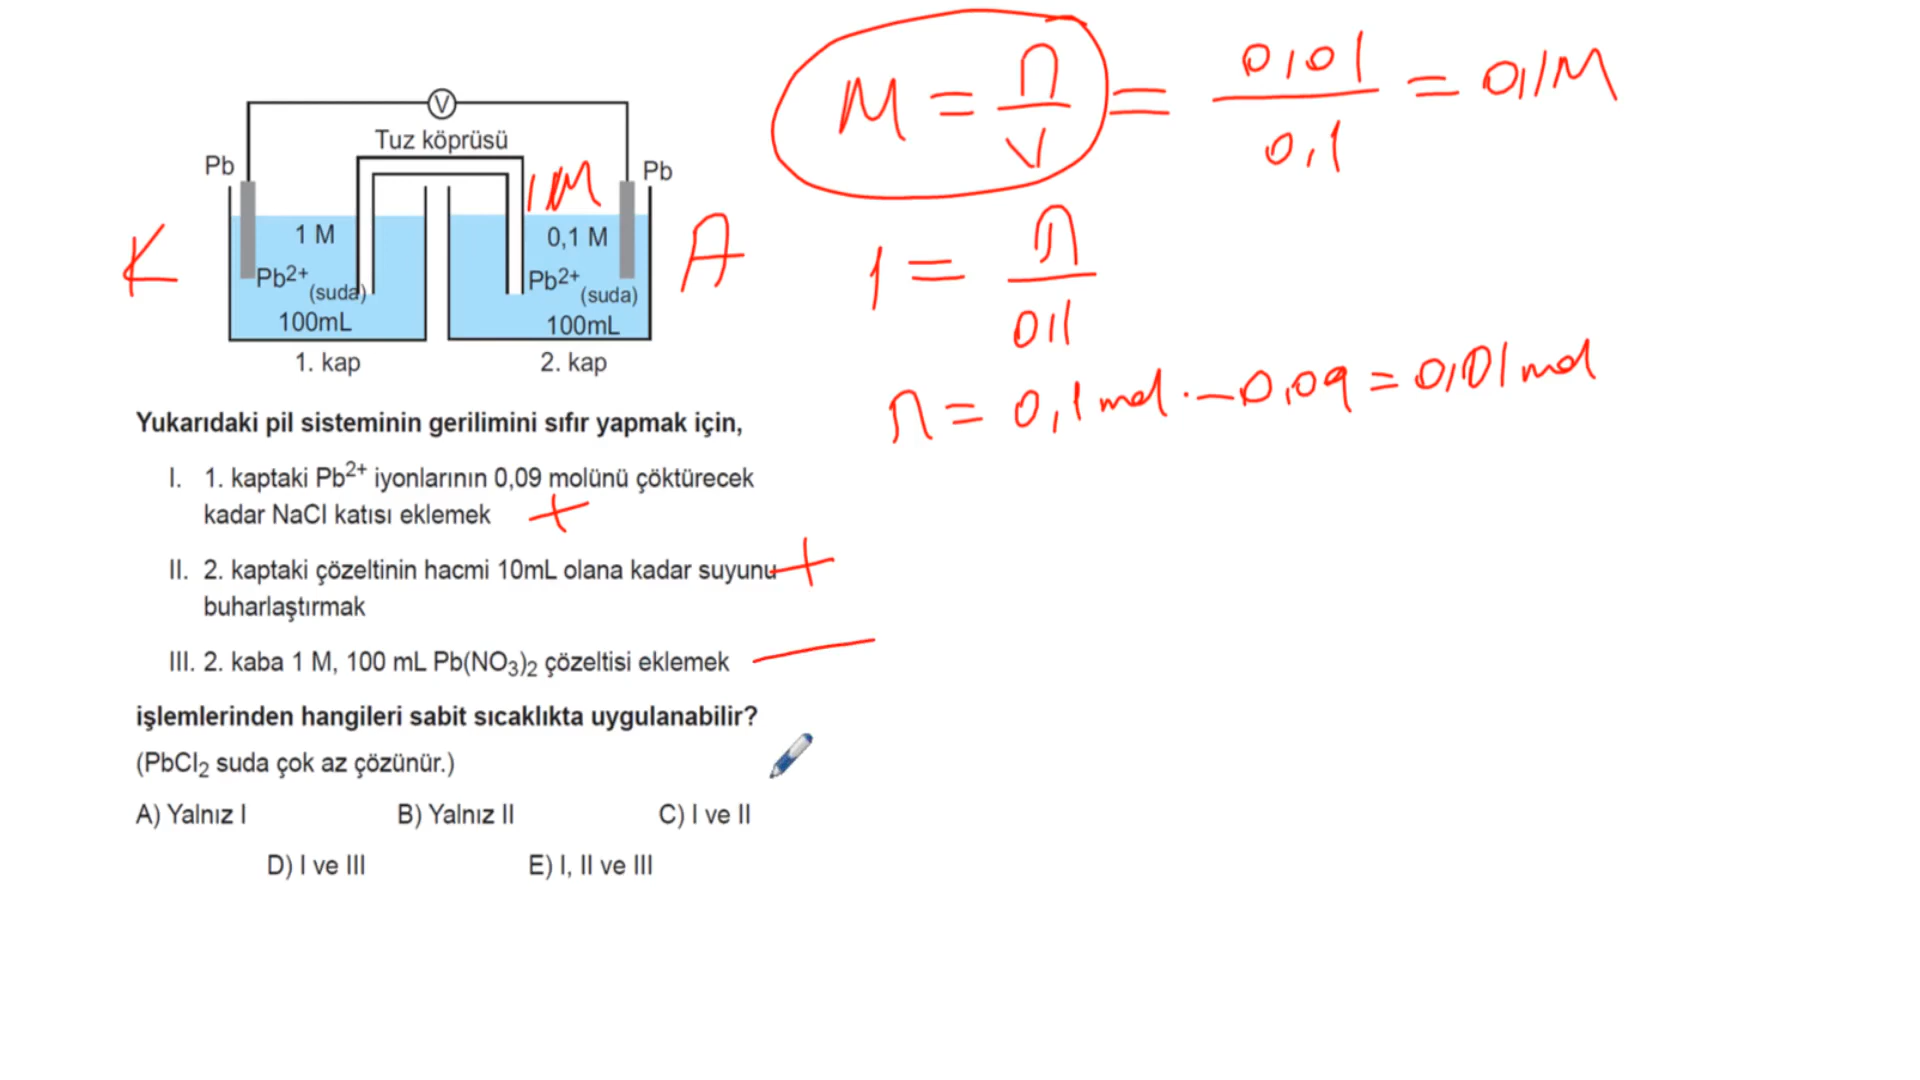 V
Tuz köprüsü
Pb
Pb
1M
K
1 M
Pb2+ (suda)
100mL
1. kap
0,1 M
Pb2+ (suda)
100mL
2. kap
A
M = n/V = 0,01/0,1 = 0,1M
1 = n/0,1
n = 0,1 mol. - 0,09 = 0,01 mol
Yukarıdaki pil sisteminin gerilimini sıfır yapmak için,
I. 1. kaptaki Pb2+ iyonlarının 0,09 molünü çöktürecek
kadar NaCl katısı eklemek +
II. 2. kaptaki çözeltinin hacmi 10mL olana kadar suyunu +
buharlaştırmak
III. 2. kaba 1 M, 100 mL Pb(NO3)2 çözeltisi eklemek —
işlemlerinden hangileri sabit sıcaklıkta uygulanabilir?
(PbCl2 suda çok az çözünür.)
A) Yalnız I B) Yalnız II C) I ve II
D) I ve III E) I, II ve III